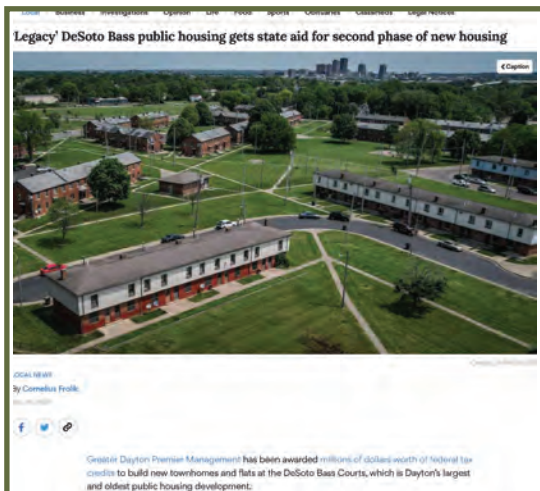 Local Business Investigations Opinion Life Food Sports Obituaries Classifieds Legal Notices
'Legacy' DeSoto Bass public housing gets state aid for second phase of new housing
Caption
LOCAL NEWS
By Cornelius Frolik
Greater Dayton Premier Management has been awarded millions of dollars worth of federal tax
credits to build new townhomes and flats at the DeSoto Bass Courts, which is Dayton's largest
and oldest public housing development.